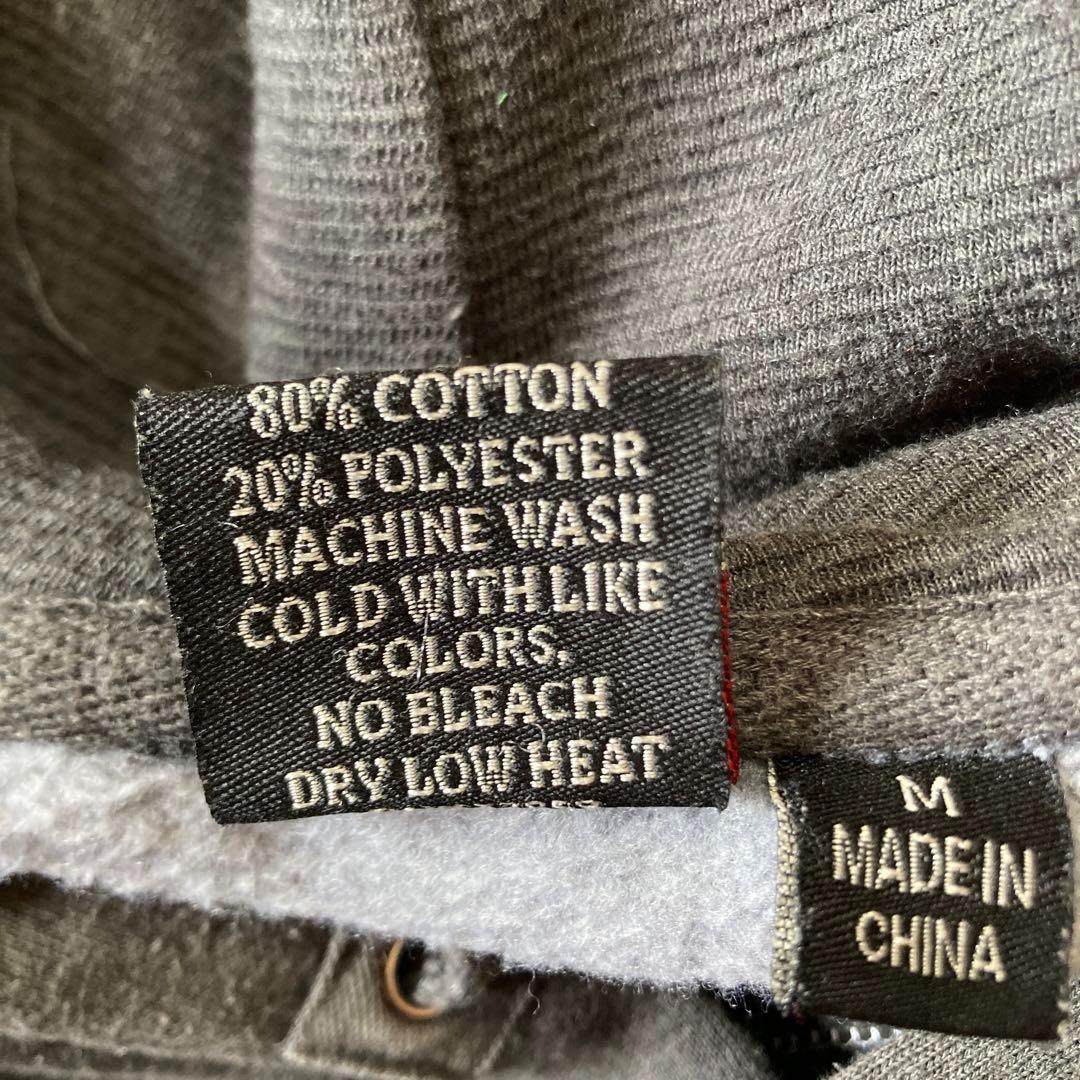 80% COTTON
20% POLYESTER
MACHINE WASH
COLD WITH LIKE
COLORS,
NO BLEACH
DRY LOW HEAT
M
MADE IN
CHINA